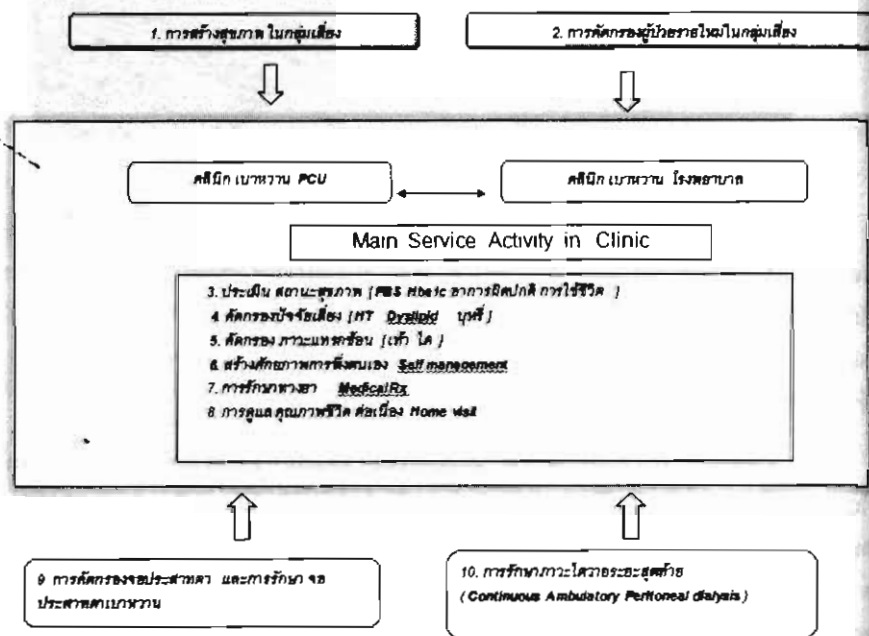 1. การสร้างสุขภาพ ในกลุ่มเสี่ยง
2. การคัดกรองผู้ป่วยรายใหม่ในกลุ่มเสี่ยง
คลินิก เบาหวาน PCU
คลินิก เบาหวาน โรงพยาบาล
Main Service Activity in Clinic
3. ประเมิน สถานะสุขภาพ [FBS Hba1c อาการผิดปกติ การใช้ชีวิต ]
4 คัดกรองปัจจัยเสี่ยง [HT Dyslipid บุหรี่ ]
5. คัดกรอง ภาวะแทรกซ้อน [เท้า ไต ]
6. สร้างศักยภาพการพึ่งตนเอง Self management
7. การรักษาทางยา Medical Rx
8 การดูแล คุณภาพชีวิต ต่อเนื่อง Home visit
9 การคัดกรองจอประสาทตา และการรักษา จอ
ประสาทตาเบาหวาน
10. การรักษาภาวะไตวายระยะสุดท้าย
( Continuous Ambulatory Peritoneal dialysis )